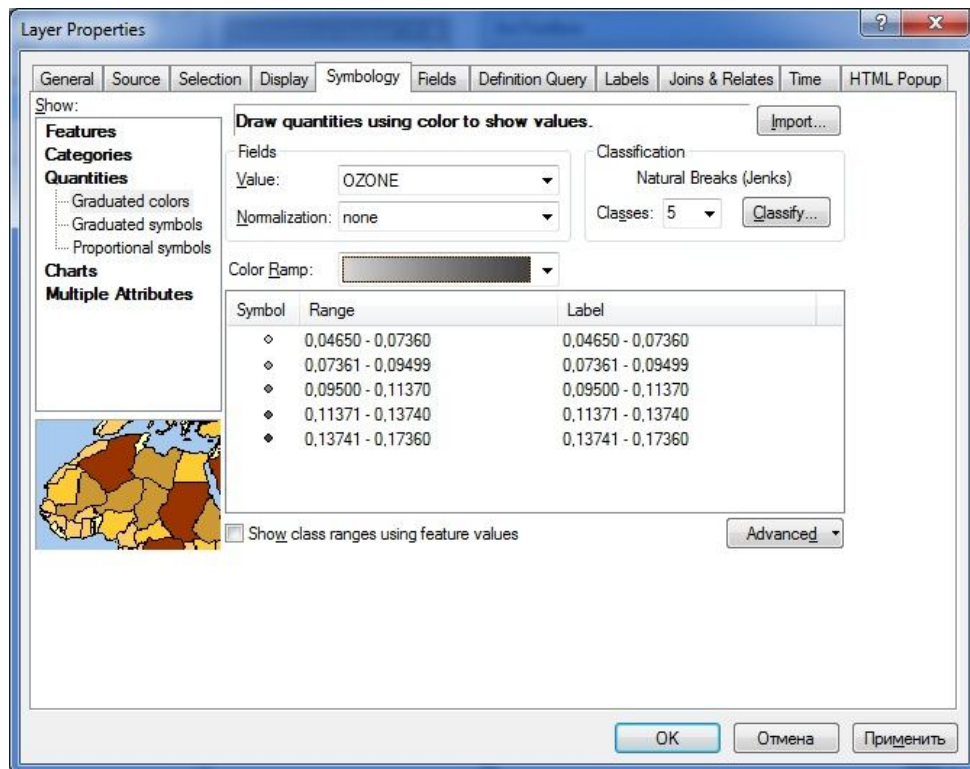 Layer Properties
General Source Selection Display Symbology Fields Definition Query Labels Joins & Relates Time HTML Popup
Show:
Features
Categories
Quantities
Graduated colors
Graduated symbols
Proportional symbols
Charts
Multiple Attributes
Draw quantities using color to show values.
Import...
Fields
Value: OZONE
Normalization: none
Classification
Natural Breaks (Jenks)
Classes: 5 Classify...
Color Ramp:
Symbol Range Label
0,04650 - 0,07360 0,04650 - 0,07360
0,07361 - 0,09499 0,07361 - 0,09499
0,09500 - 0,11370 0,09500 - 0,11370
0,11371 - 0,13740 0,11371 - 0,13740
0,13741 - 0,17360 0,13741 - 0,17360
Show class ranges using feature values
Advanced
OK Отмена Применить